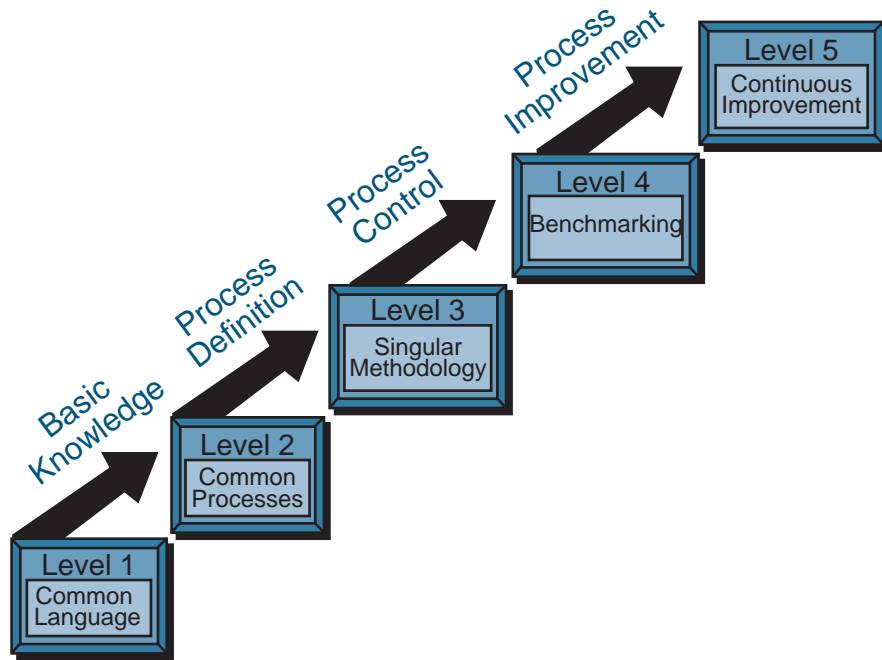 Level 1
Common
Language
Basic
Knowledge
Level 2
Common
Processes
Process
Definition
Level 3
Singular
Methodology
Process
Control
Level 4
Benchmarking
Process
Improvement
Level 5
Continuous
Improvement